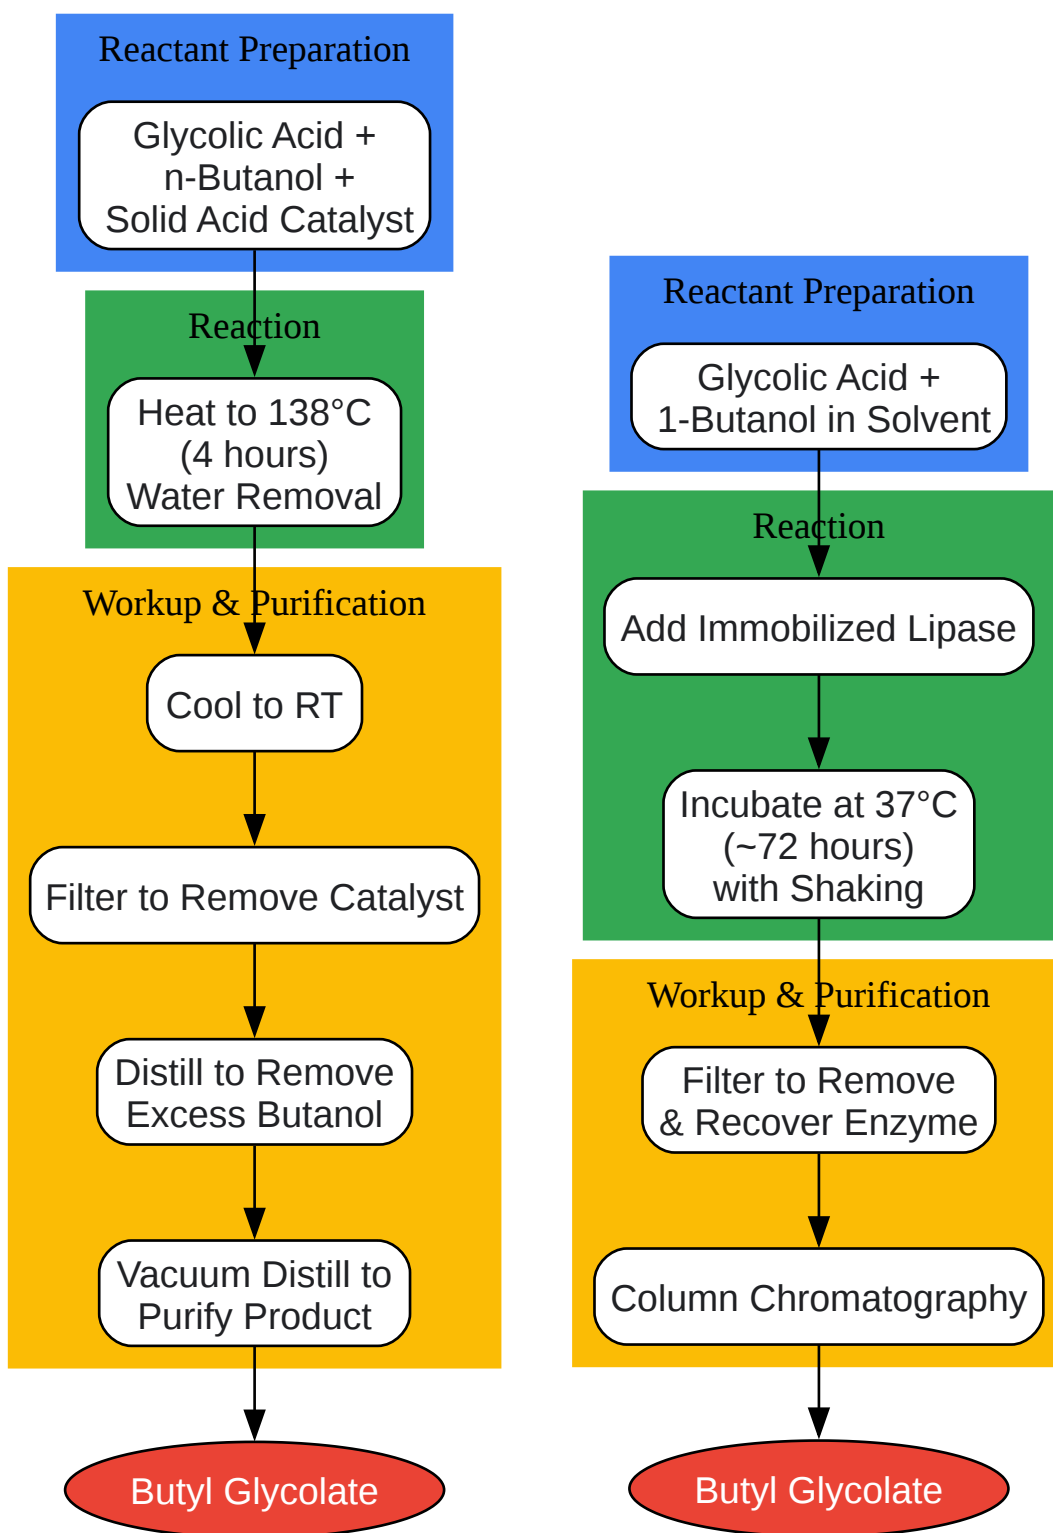 Reactant Preparation
Glycolic Acid +
n-Butanol +
Solid Acid Catalyst
Reaction
Heat to 138°C
(4 hours)
Water Removal
Workup & Purification
Cool to RT
Filter to Remove Catalyst
Distill to Remove
Excess Butanol
Vacuum Distill to
Purify Product
Butyl Glycolate
Reactant Preparation
Glycolic Acid +
1-Butanol in Solvent
Reaction
Add Immobilized Lipase
Incubate at 37°C
(~72 hours)
with Shaking
Workup & Purification
Filter to Remove
& Recover Enzyme
Column Chromatography
Butyl Glycolate